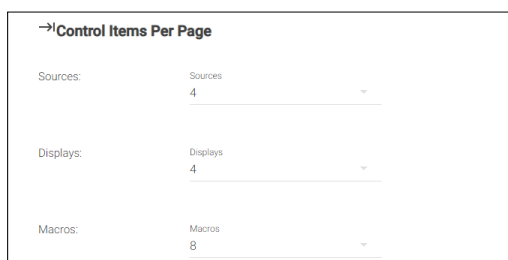 Control Items Per Page
Sources:
Sources
4
Displays:
Displays
4
Macros:
Macros
8